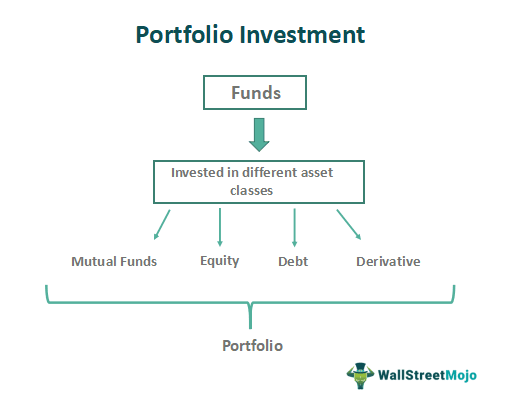 Portfolio Investment
Funds
Invested in different asset
classes
Mutual Funds
Equity
Debt
Derivative
Portfolio
WallStreetMojo